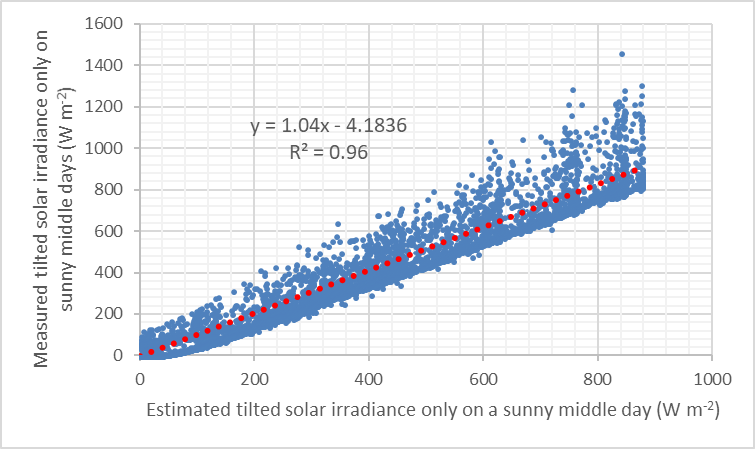 1600
1400
1200
1000
800
600
400
200
0
Measured tilted solar irradiance only on
sunny middle days (W m-2)
y = 1.04x - 4.1836
R² = 0.96
0 200 400 600 800 1000
Estimated tilted solar irradiance only on a sunny middle day (W m-2)